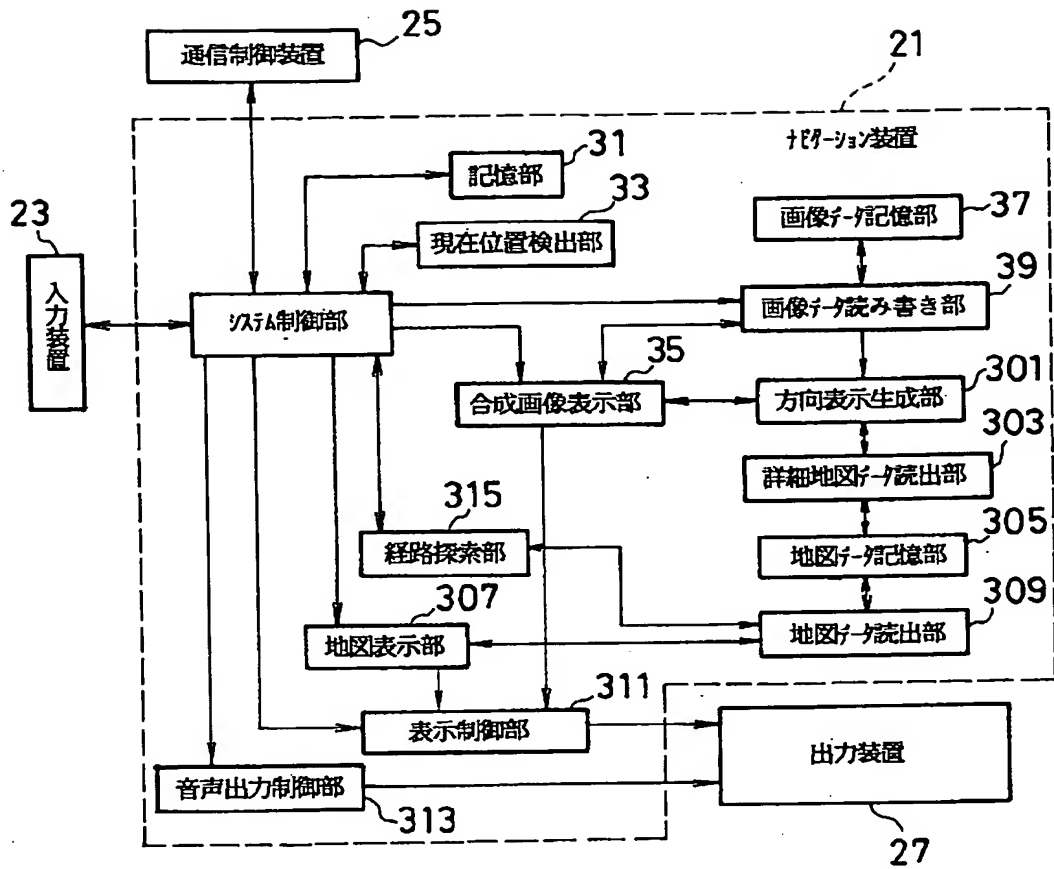 25
通信制御装置
21
ナビゲーション装置
31
記憶部
33
現在位置検出部
37
画像データ記憶部
23
入力装置
39
画像データ読み書き部
システム制御部
35
合成画像表示部
301
方向表示生成部
303
詳細地図データ読出部
315
経路探索部
305
地図データ記憶部
307
地図表示部
309
地図データ読出部
311
表示制御部
出力装置
音声出力制御部
313
27